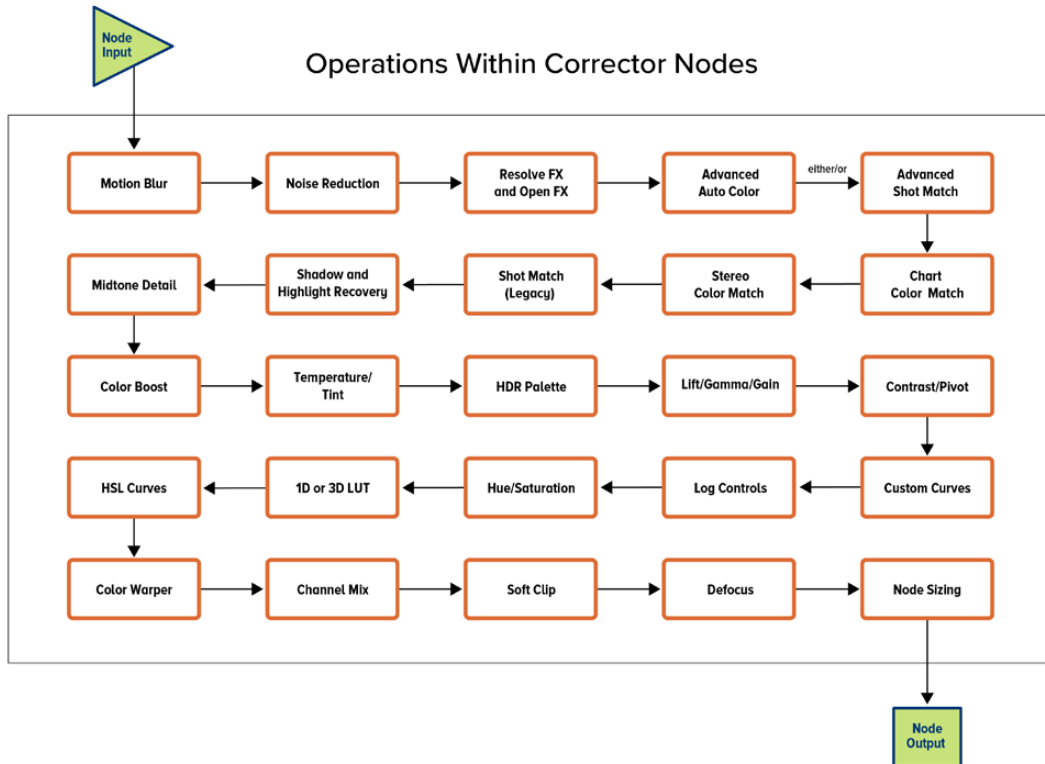 Node
Input
Operations Within Corrector Nodes
Motion Blur
Noise Reduction
Resolve FX
and Open FX
Advanced
Auto Color
either/or
Advanced
Shot Match
Chart
Color Match
Stereo
Color Match
Shot Match
(Legacy)
Shadow and
Highlight Recovery
Midtone Detail
Color Boost
Temperature/
Tint
HDR Palette
Lift/Gamma/Gain
Contrast/Pivot
Custom Curves
Log Controls
Hue/Saturation
1D or 3D LUT
HSL Curves
Color Warper
Channel Mix
Soft Clip
Defocus
Node Sizing
Node
Output